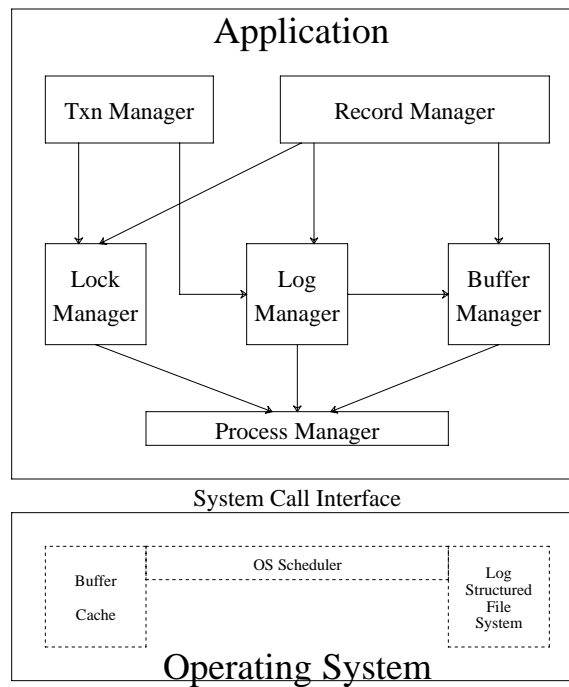 Application
Txn Manager
Record Manager
Lock
Manager
Log
Manager
Buffer
Manager
Process Manager
System Call Interface
Buffer
Cache
OS Scheduler
Log
Structured
File
System
Operating System